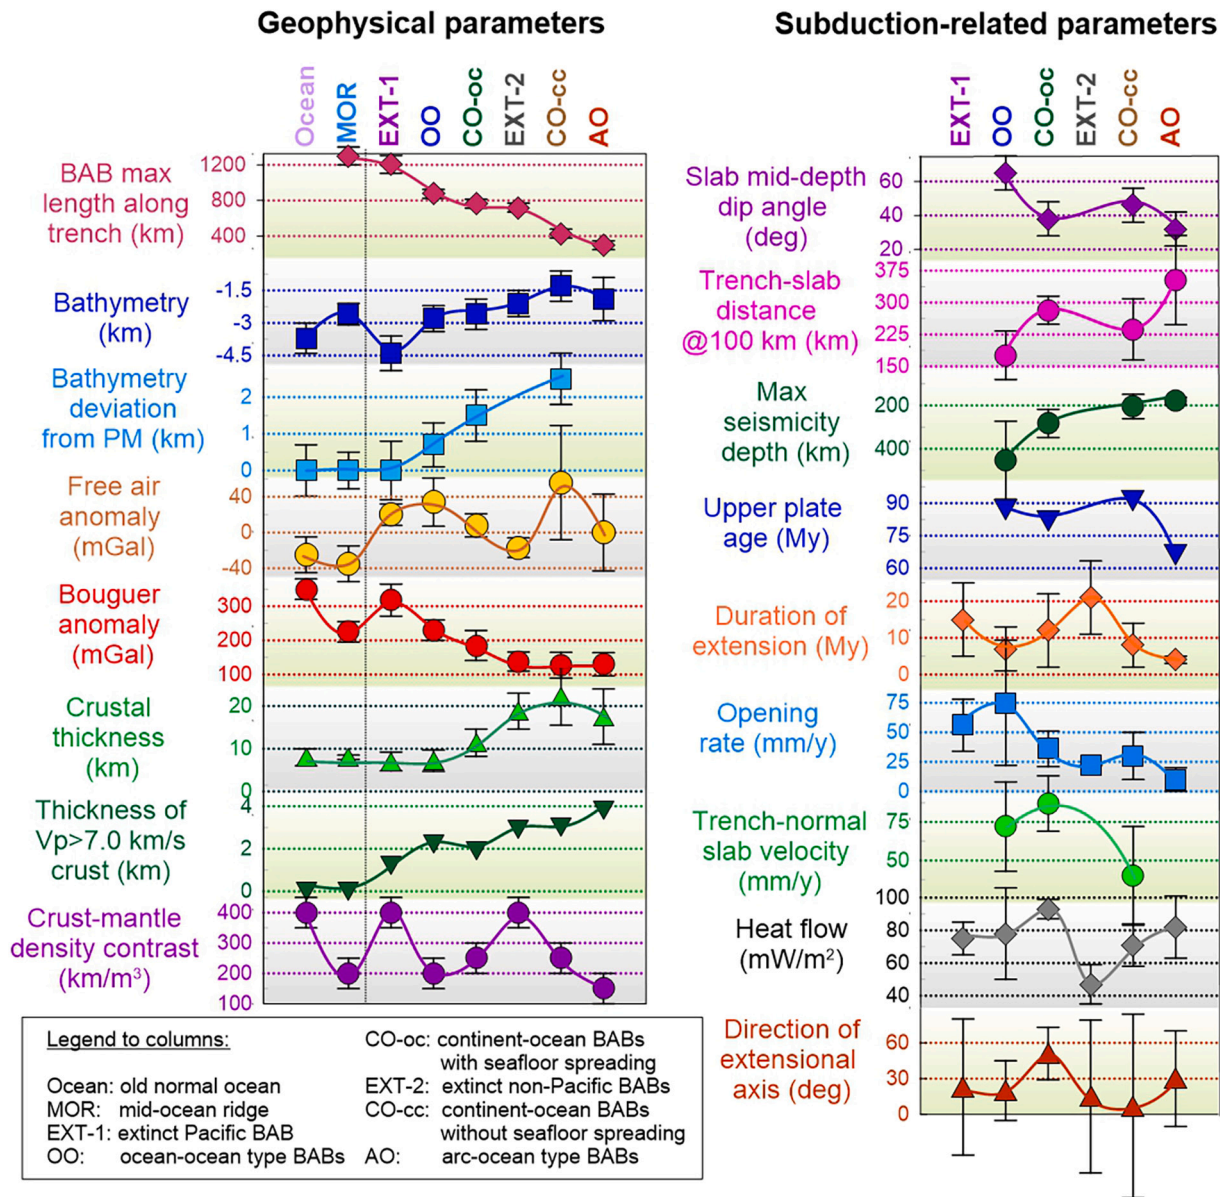 Geophysical parameters
Ocean
MOR
EXT-1
OO
CO-oc
EXT-2
CO-cc
AO
BAB max
length along
trench (km)
1200
800
400
Bathymetry
(km)
-1.5
-3
-4.5
Bathymetry
deviation
from PM (km)
2
1
0
Free air
anomaly
(mGal)
40
0
-40
Bouguer
anomaly
(mGal)
300
200
100
Crustal
thickness
(km)
20
10
0
Thickness of
Vp>7.0 km/s
crust (km)
4
2
0
Crust-mantle
density contrast
(km/m³)
400
300
200
100
Subduction-related parameters
EXT-1
OO
CO-oc
EXT-2
CO-cc
AO
Slab mid-depth
dip angle
(deg)
60
40
20
Trench-slab
distance
@100 km (km)
375
300
225
150
Max
seismicity
depth (km)
200
400
Upper plate
age (My)
90
75
60
Duration of
extension (My)
20
10
0
Opening
rate (mm/y)
75
50
25
0
Trench-normal
slab velocity
(mm/y)
75
50
Heat flow
(mW/m²)
100
80
60
40
Direction of
extensional
axis (deg)
60
30
0
Legend to columns:
Ocean: old normal ocean
MOR: mid-ocean ridge
EXT-1: extinct Pacific BAB
OO: ocean-ocean type BABs
CO-oc: continent-ocean BABs
with seafloor spreading
EXT-2: extinct non-Pacific BABs
CO-cc: continent-ocean BABs
without seafloor spreading
AO: arc-ocean type BABs